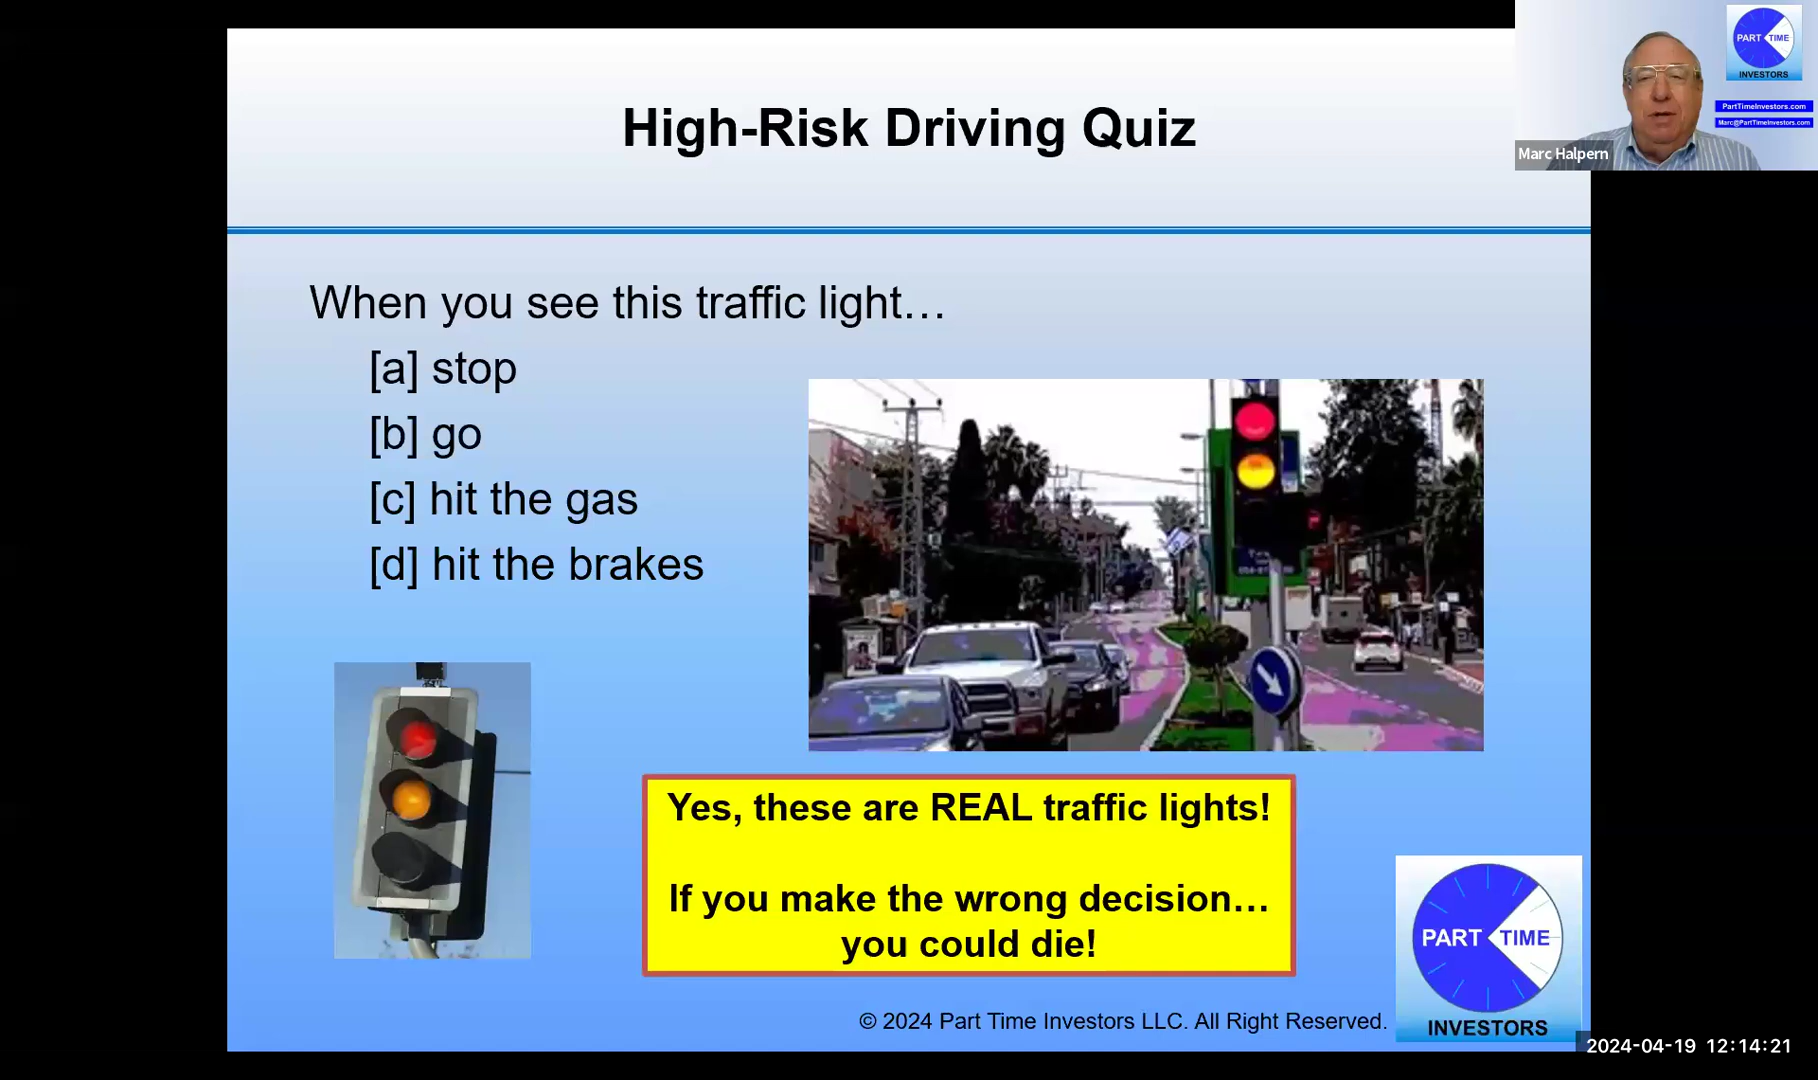 High-Risk Driving Quiz
PART TIME
INVESTORS
PartTimeInvestors.com
Marc@PartTimeInvestors.com
Marc Halpern
When you see this traffic light…
[a] stop
[b] go
[c] hit the gas
[d] hit the brakes
Yes, these are REAL traffic lights!
If you make the wrong decision…
you could die!
PART TIME
INVESTORS
© 2024 Part Time Investors LLC. All Right Reserved.
2024-04-19 12:14:21